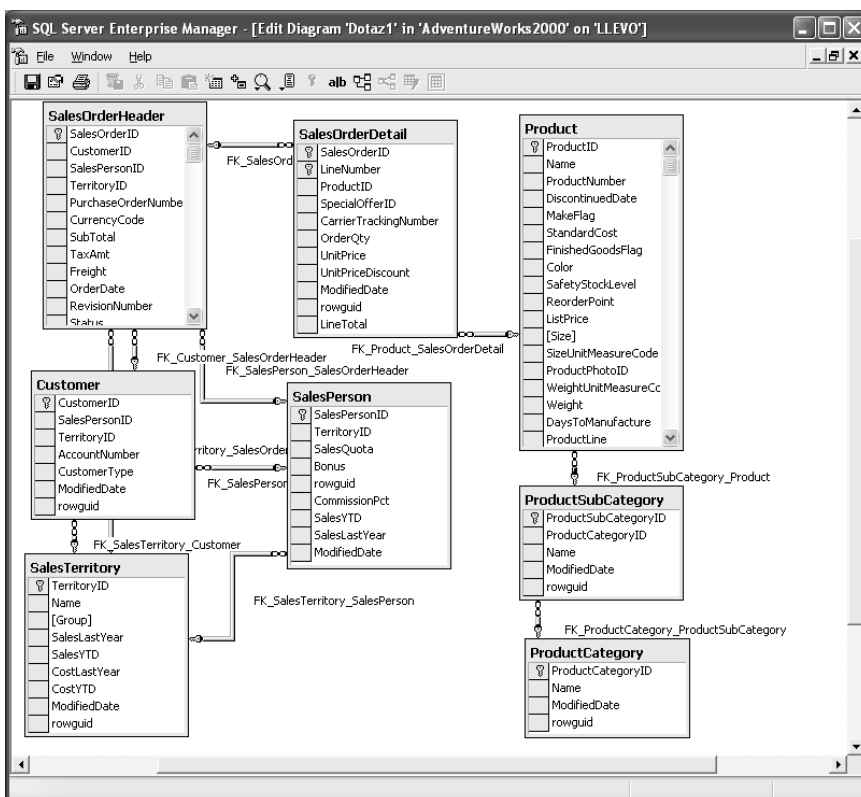 SQL Server Enterprise Manager - [Edit Diagram 'Dotaz1' in 'AdventureWorks2000' on 'LLEVO']
File Window Help
a|b
SalesOrderHeader
SalesOrderID
CustomerID
SalesPersonID
TerritoryID
PurchaseOrderNumbe
CurrencyCode
SubTotal
TaxAmt
Freight
OrderDate
RevisionNumber
Status
FK_SalesOrd
SalesOrderDetail
SalesOrderID
LineNumber
ProductID
SpecialOfferID
CarrierTrackingNumber
OrderQty
UnitPrice
UnitPriceDiscount
ModifiedDate
rowguid
LineTotal
FK_Product_SalesOrderDetail
Product
ProductID
Name
ProductNumber
DiscontinuedDate
MakeFlag
StandardCost
FinishedGoodsFlag
Color
SafetyStockLevel
ReorderPoint
ListPrice
[Size]
SizeUnitMeasureCode
ProductPhotoID
WeightUnitMeasureCc
Weight
DaysToManufacture
ProductLine
FK_Customer_SalesOrderHeader
FK_SalesPerson_SalesOrderHeader
Customer
CustomerID
SalesPersonID
TerritoryID
AccountNumber
CustomerType
ModifiedDate
rowguid
rritory_SalesOrder
FK_SalesPerson
SalesPerson
SalesPersonID
TerritoryID
SalesQuota
Bonus
rowguid
CommissionPct
SalesYTD
SalesLastYear
ModifiedDate
FK_SalesTerritory_Customer
FK_SalesTerritory_SalesPerson
SalesTerritory
TerritoryID
Name
[Group]
SalesLastYear
SalesYTD
CostLastYear
CostYTD
ModifiedDate
rowguid
FK_ProductSubCategory_Product
ProductSubCategory
ProductSubCategoryID
ProductCategoryID
Name
ModifiedDate
rowguid
FK_ProductCategory_ProductSubCategory
ProductCategory
ProductCategoryID
Name
ModifiedDate
rowguid